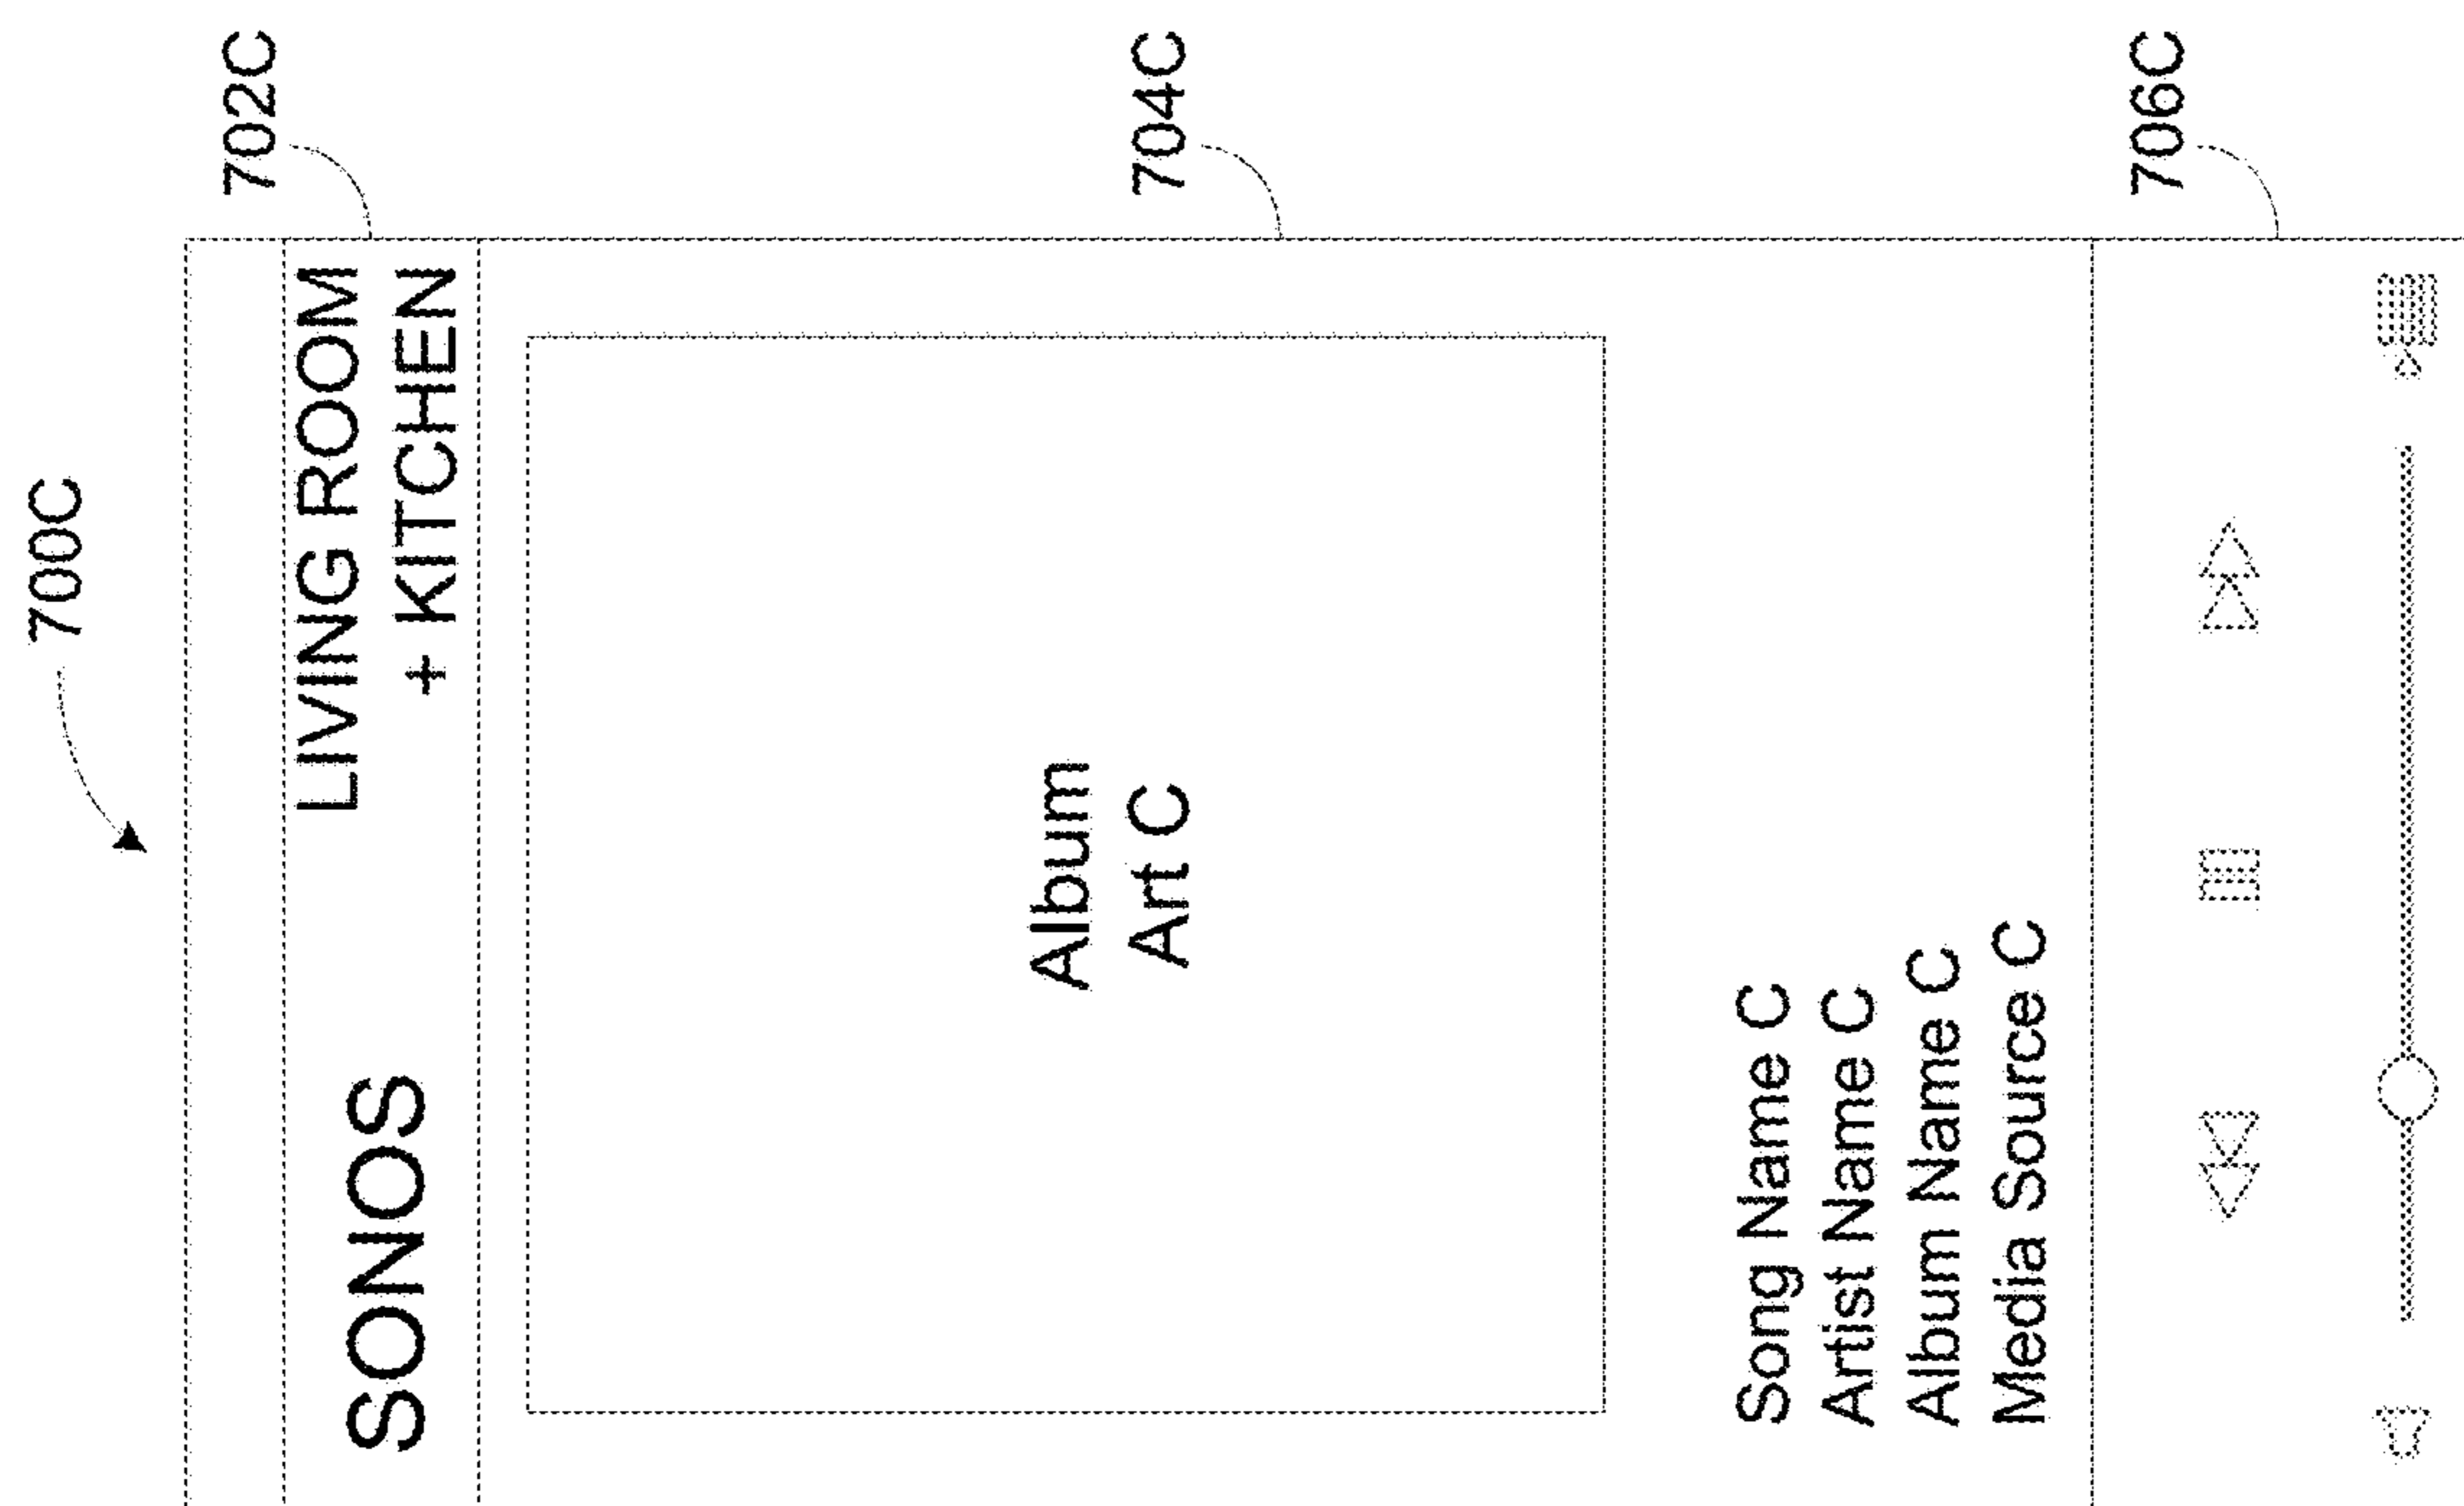 700C
SONOS
LIVING ROOM
+ KITCHEN
702C
Album
Art C
704C
Song Name C
Artist Name C
Album Name C
Media Source C
706C